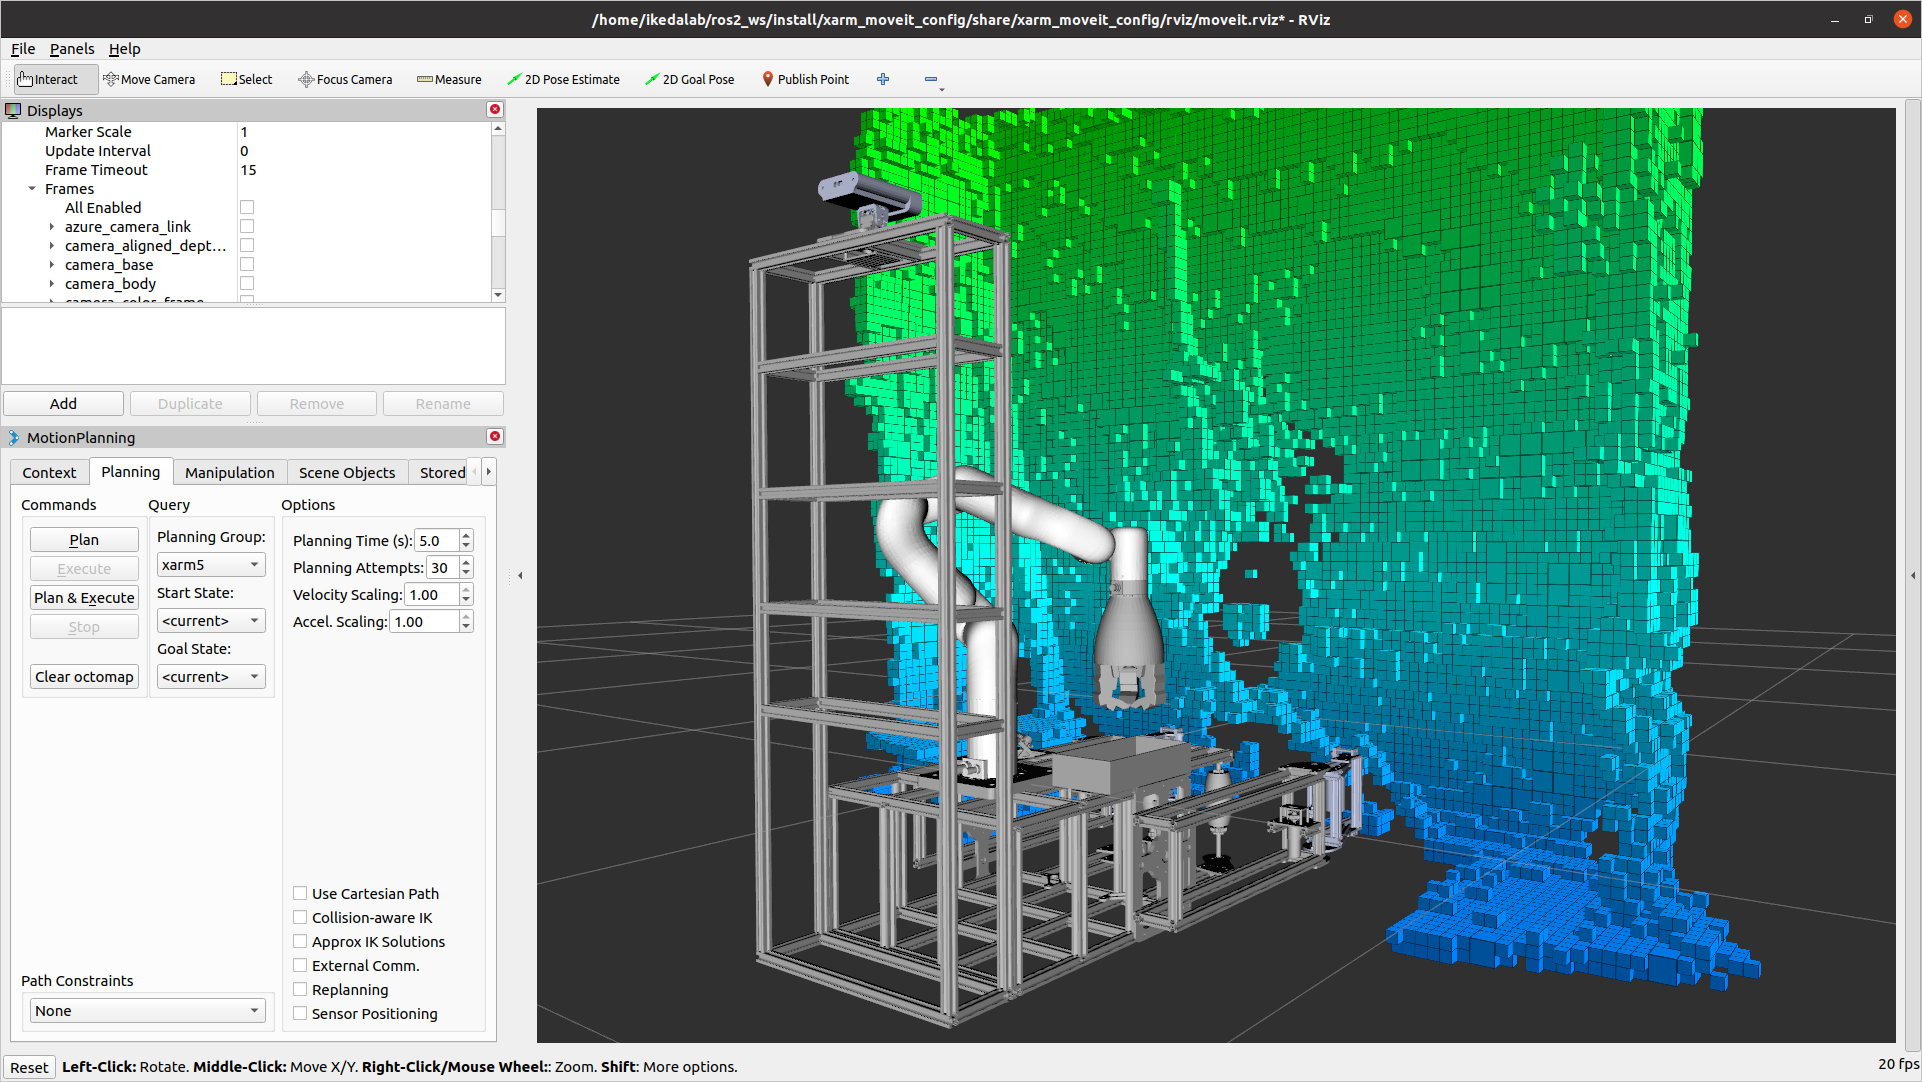 /home/ikedalab/ros2_ws/install/xarm_moveit_config/share/xarm_moveit_config/rviz/moveit.rviz* - RViz
File Panels Help
Interact Move Camera Select Focus Camera Measure 2D Pose Estimate 2D Goal Pose Publish Point
Displays
Marker Scale 1
Update Interval 0
Frame Timeout 15
Frames
All Enabled
azure_camera_link
camera_aligned_dept...
camera_base
camera_body
camera_color_frame
Add Duplicate Remove Rename
MotionPlanning
Context Planning Manipulation Scene Objects Stored
Commands Query Options
Plan
Execute
Plan & Execute
Stop
Clear octomap
Planning Group:
xarm5
Start State:
<current>
Goal State:
<current>
Planning Time (s): 5.0
Planning Attempts: 30
Velocity Scaling: 1.00
Accel. Scaling: 1.00
Use Cartesian Path
Collision-aware IK
Approx IK Solutions
External Comm.
Replanning
Sensor Positioning
Path Constraints
None
Reset Left-Click: Rotate. Middle-Click: Move X/Y. Right-Click/Mouse Wheel:: Zoom. Shift: More options. 20 fps